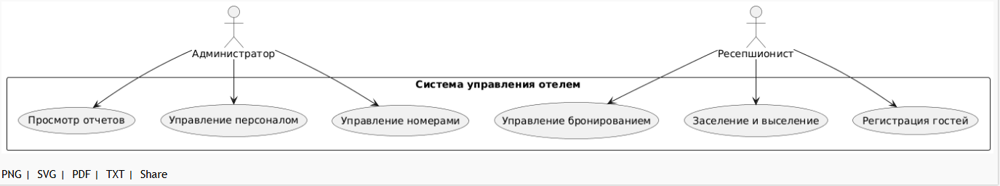 Администратор
Ресепшионист
Система управления отелем
Просмотр отчетов
Управление персоналом
Управление номерами
Управление бронированием
Заселение и выселение
Регистрация гостей
PNG | SVG | PDF | TXT | Share